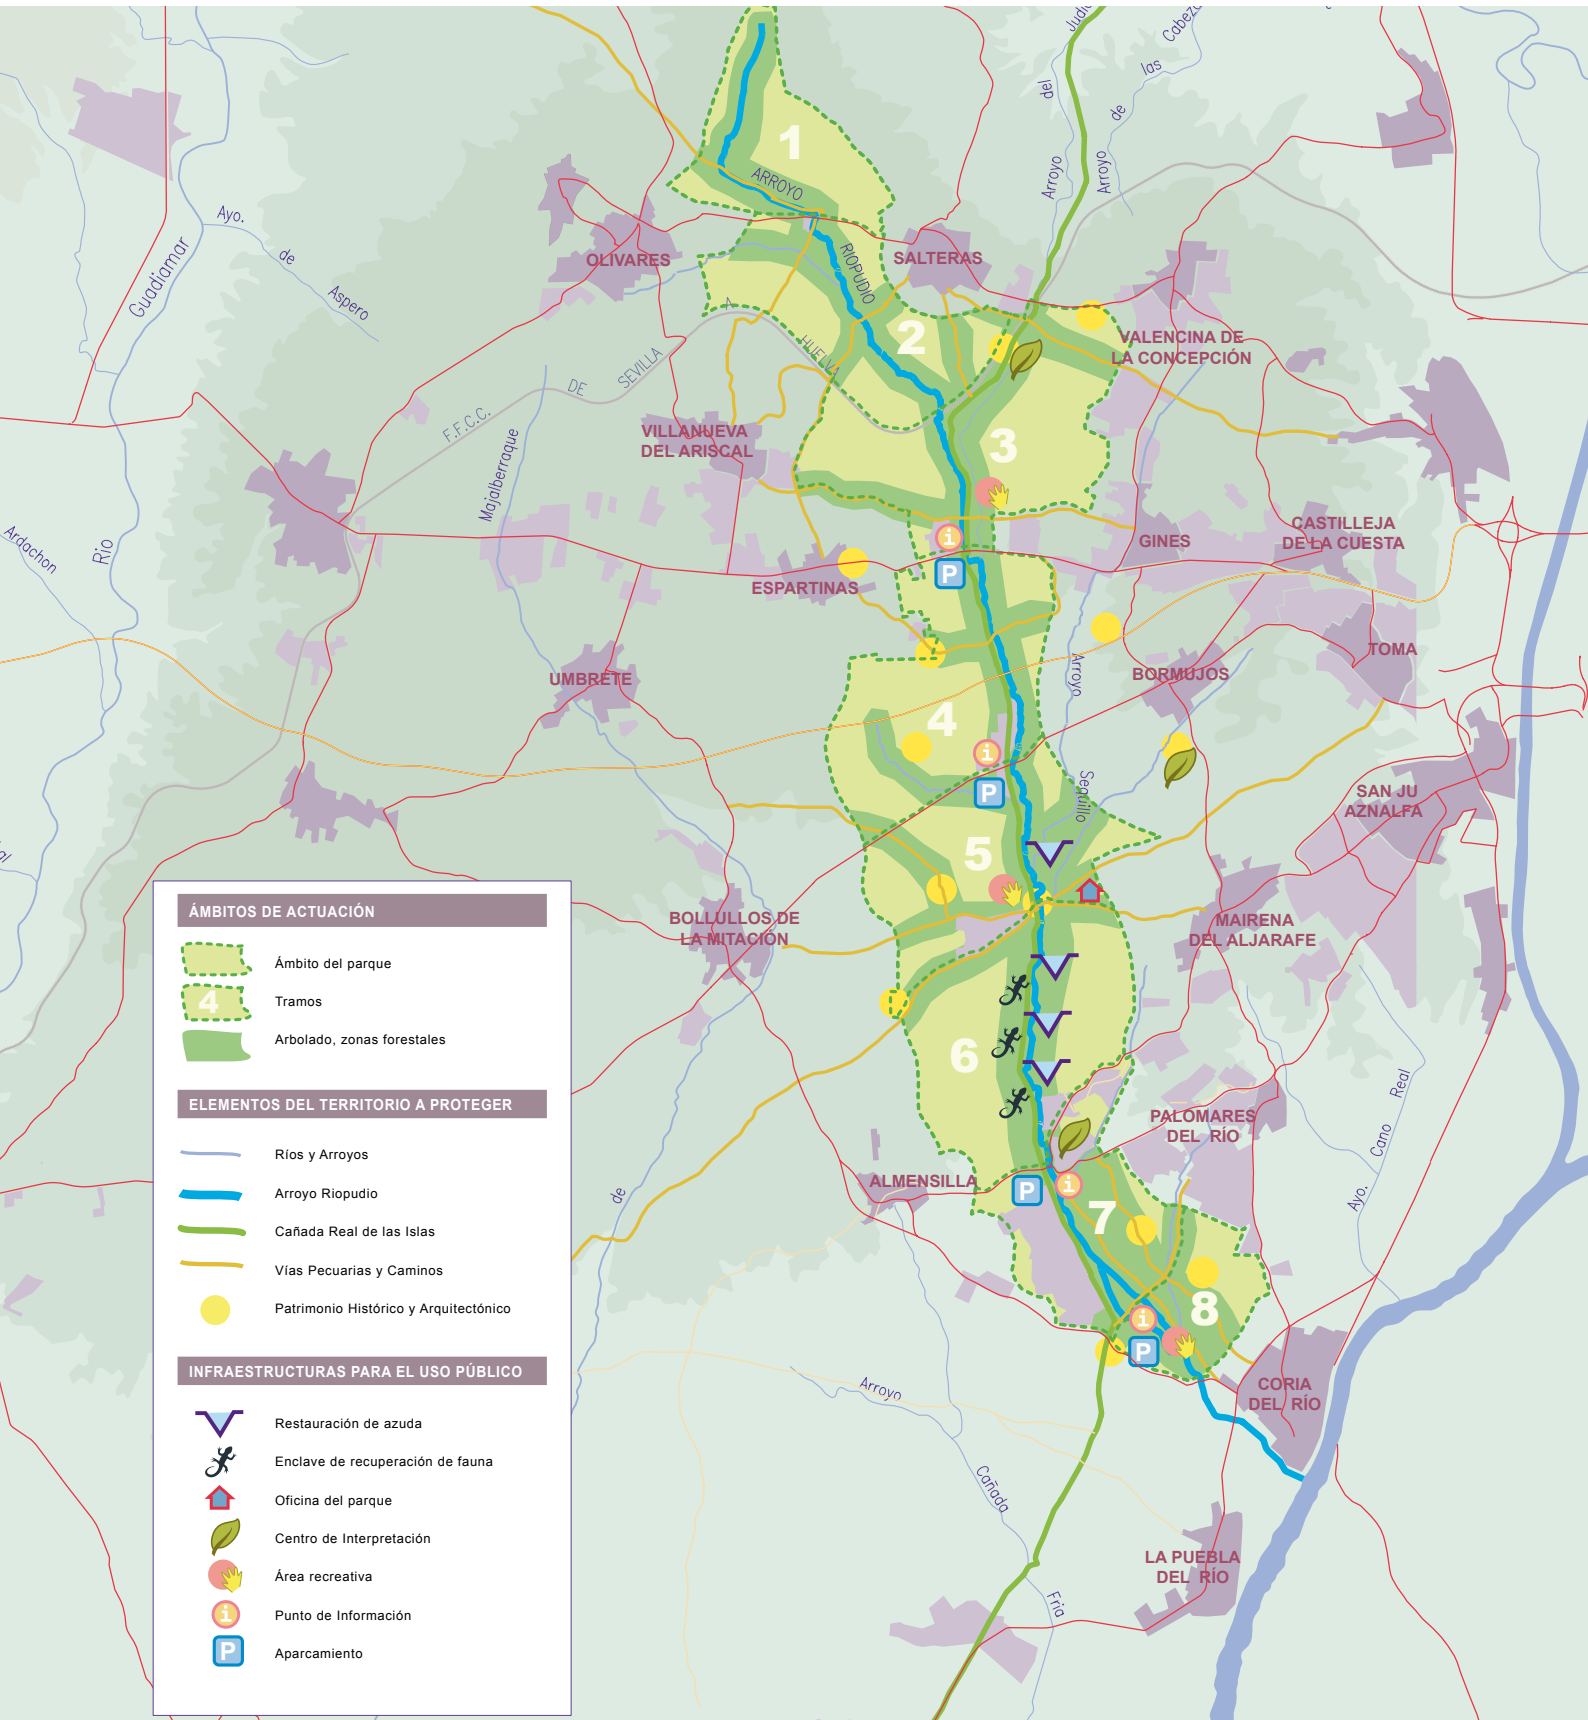 Judi
Cabeza
del
las
de
Arroyo
Arroyo
1
ARROYO
Ayo.
de
Aspero
Guadiamar
OLIVARES
SALTERAS
RIOPUDIO
2
VALENCINA DE
LA CONCEPCIÓN
A
HUELVA
SEVILLA
DE
F.F.C.C.
VILLANUEVA
DEL ARISCAL
3
Majalberraque
Ardachon
Rio
CASTILLEJA
DE LA CUESTA
GINES
i
P
ESPARTINAS
TOMA
Arroyo
BORMUJOS
UMBRETE
4
i
P
Sequillo
SAN JU
AZNALFA
5
BOLLULLOS DE
LA MITACIÓN
MAIRENA
DEL ALJARAFE
6
Real
Cano
Ayo.
PALOMARES
DEL RÍO
ALMENSILLA
P
i
de
7
8
i
P
CORIA
DEL RÍO
Arroyo
Cañada
Fria
LA PUEBLA
DEL RÍO
ÁMBITOS DE ACTUACIÓN
Ámbito del parque
4
Tramos
Arbolado, zonas forestales
ELEMENTOS DEL TERRITORIO A PROTEGER
Ríos y Arroyos
Arroyo Riopudio
Cañada Real de las Islas
Vías Pecuarias y Caminos
Patrimonio Histórico y Arquitectónico
INFRAESTRUCTURAS PARA EL USO PÚBLICO
Restauración de azuda
Enclave de recuperación de fauna
Oficina del parque
Centro de Interpretación
Área recreativa
i
Punto de Información
P
Aparcamiento